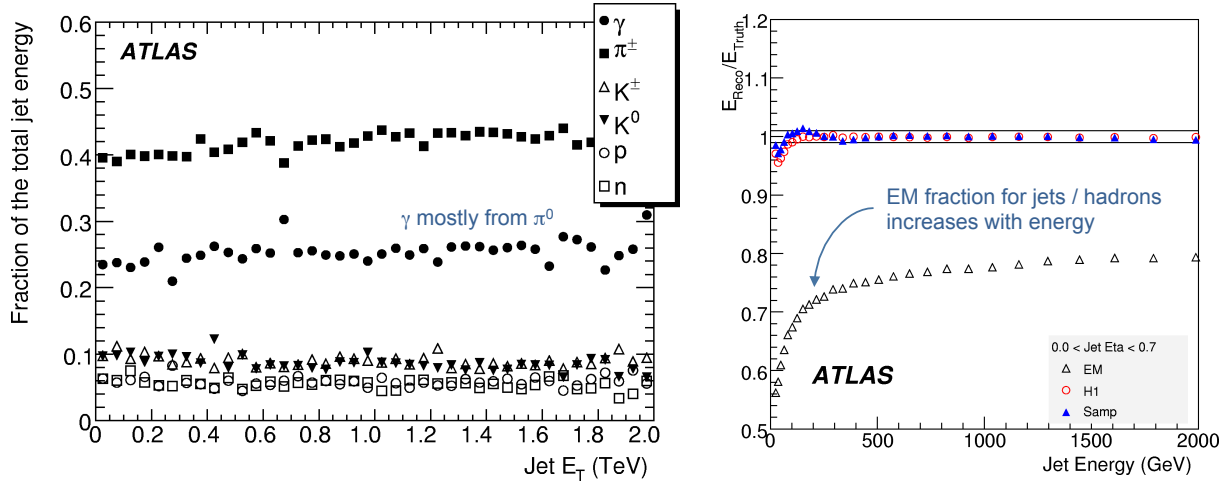 Fraction of the total jet energy
0.6
0.5
0.4
0.3
0.2
0.1
0
ATLAS
γ
π±
K±
K⁰
p
n
γ mostly from π⁰
0 0.2 0.4 0.6 0.8 1.0 1.2 1.4 1.6 1.8 2.0
Jet E_T (TeV)
E_Reco/E_Truth
1.2
1.1
1
0.9
0.8
0.7
0.6
0.5
EM fraction for jets / hadrons
increases with energy
0.0 < Jet Eta < 0.7
EM
H1
Samp
ATLAS
0 500 1000 1500 2000
Jet Energy (GeV)